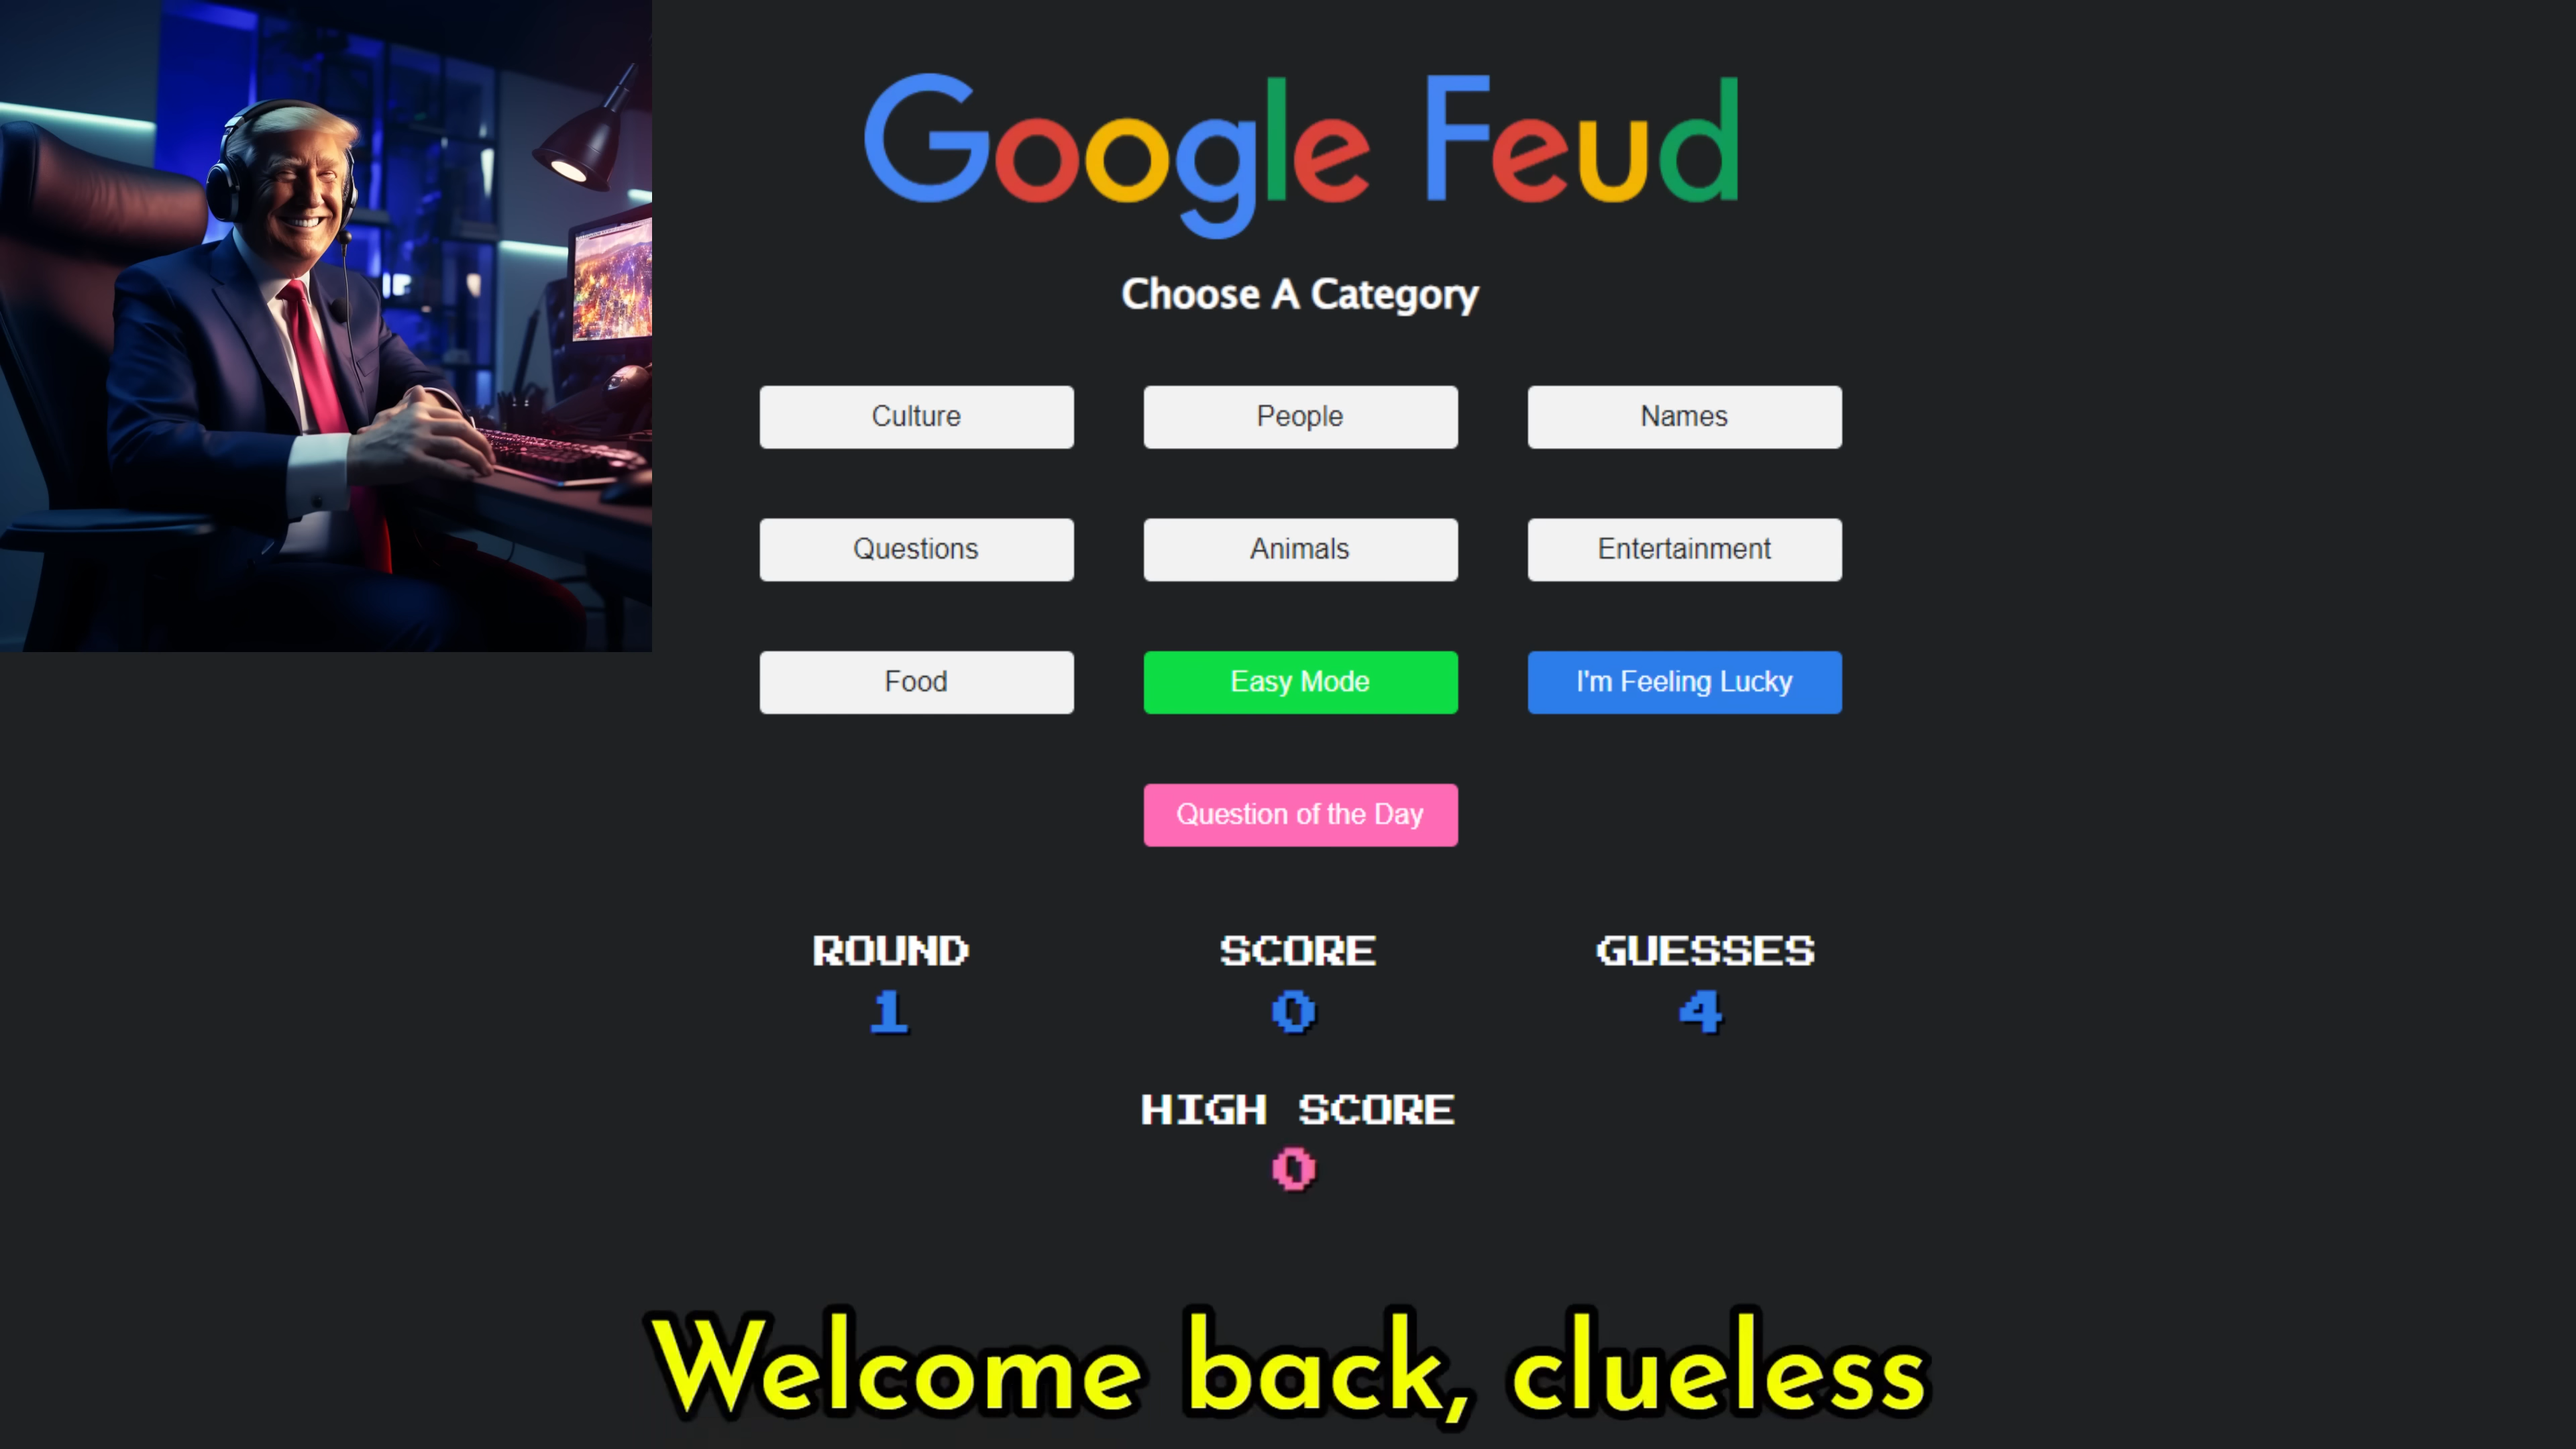 Google Feud
Choose A Category
Culture
People
Names
Questions
Animals
Entertainment
Food
Easy Mode
I'm Feeling Lucky
Question of the Day
ROUND
SCORE
GUESSES
1
0
4
HIGH SCORE
0
Welcome back, clueless